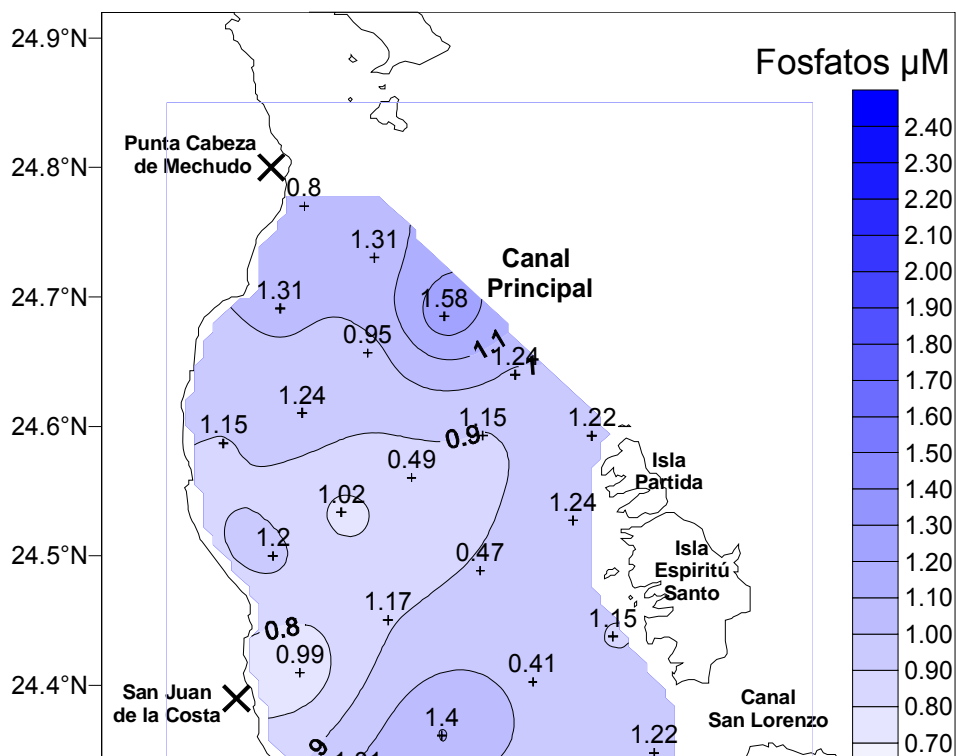 24.9°N
Fosfatos µM
2.40
Punta Cabeza
de Mechudo
2.30
24.8°N
0.8
2.20
2.10
1.31
Canal
Principal
2.00
1.90
24.7°N
1.31
1.58
1.80
0.95
1.1
1.24
1
1.70
1.24
1.60
24.6°N
1.15
1.15
0.9
1.22
1.50
0.49
Isla
Partida
1.40
1.02
1.24
1.30
24.5°N
1.2
0.47
Isla
Espiritú
Santo
1.20
1.10
1.17
1.15
1.00
0.8
0.99
0.41
0.90
24.4°N
San Juan
de la Costa
1.4
Canal
San Lorenzo
0.80
1.22
0.70